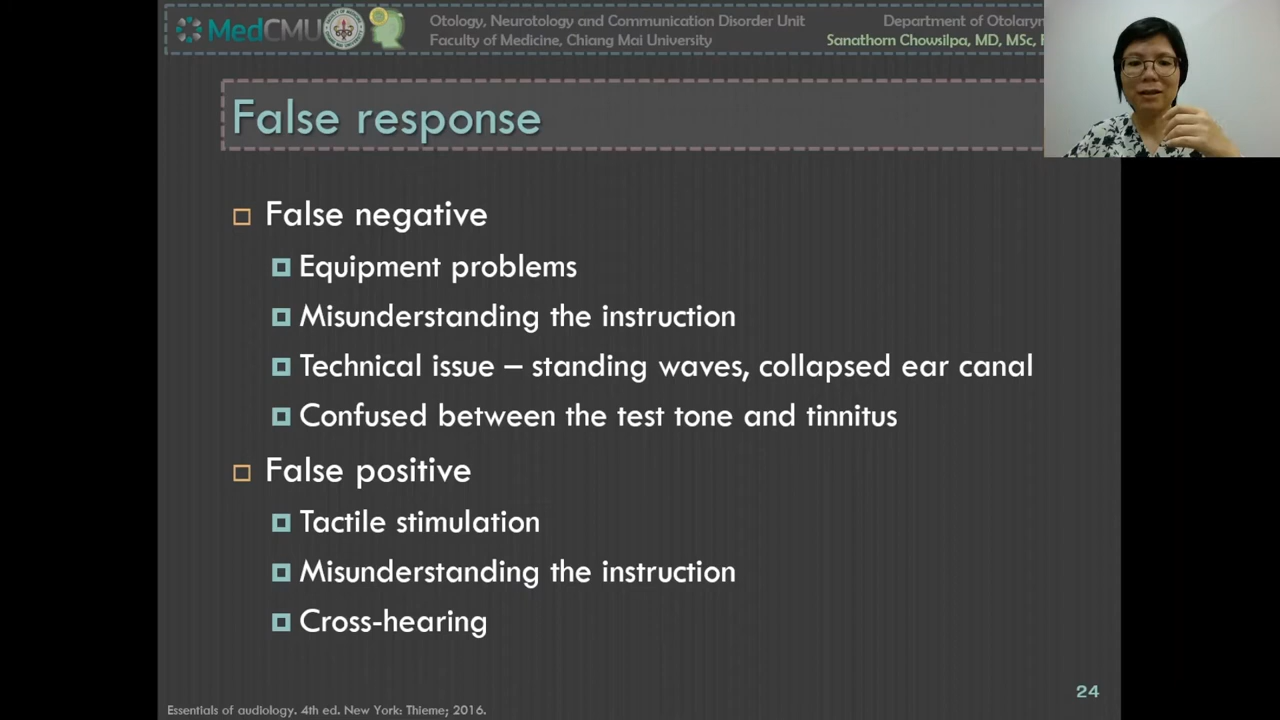 MedCMU
Otology, Neurotology and Communication Disorder Unit
Faculty of Medicine, Chiang Mai University
Department of
Sanathorn Chowsilpa, MD, MSc,
False response
False negative
Equipment problems
Misunderstanding the instruction
Technical issue – standing waves, collapsed ear canal
Confused between the test tone and tinnitus
False positive
Tactile stimulation
Misunderstanding the instruction
Cross-hearing
24
Essentials of audiology. 4th ed. New York: Thieme; 2016.